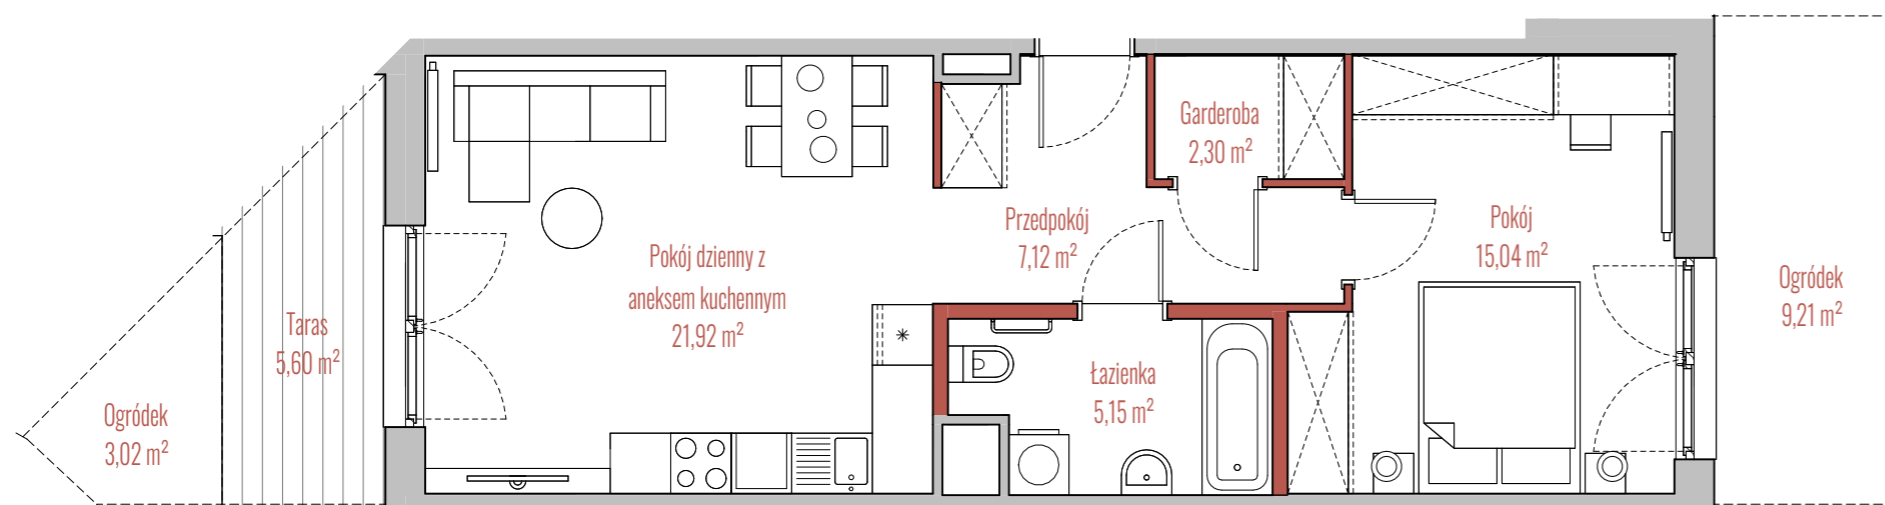 Garderoba
2,30 m²
Przedpokój
7,12 m²
Pokój
15,04 m²
Pokój dzienny z
aneksem kuchennym
21,92 m²
Ogródek
9,21 m²
Taras
5,60 m²
Łazienka
5,15 m²
Ogródek
3,02 m²